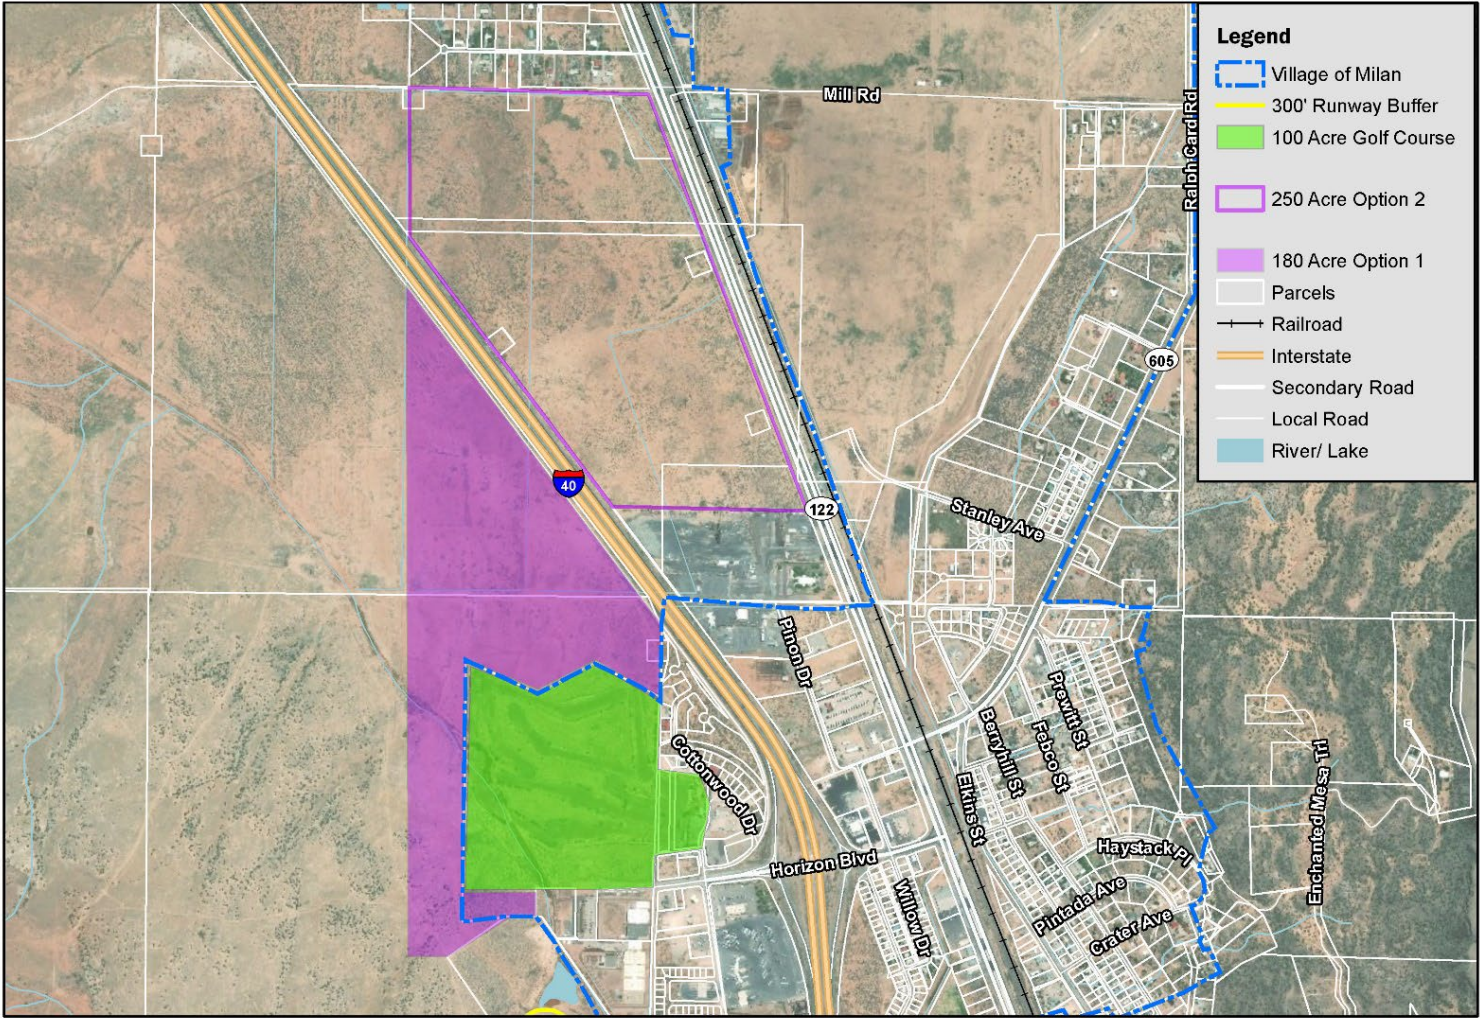 Legend
Village of Milan
300' Runway Buffer
100 Acre Golf Course
250 Acre Option 2
180 Acre Option 1
Parcels
Railroad
Interstate
Secondary Road
Local Road
River/ Lake
Mill Rd
Ralph Card Rd
605
40
122
Stanley Ave
Pinon Dr
Prewitt St
Febco St
Berryhill St
Cottonwood Dr
Elkins St
Enchanted Mesa Trl
Haystack Pl
Horizon Blvd
Willow Dr
Pintada Ave
Crater Ave